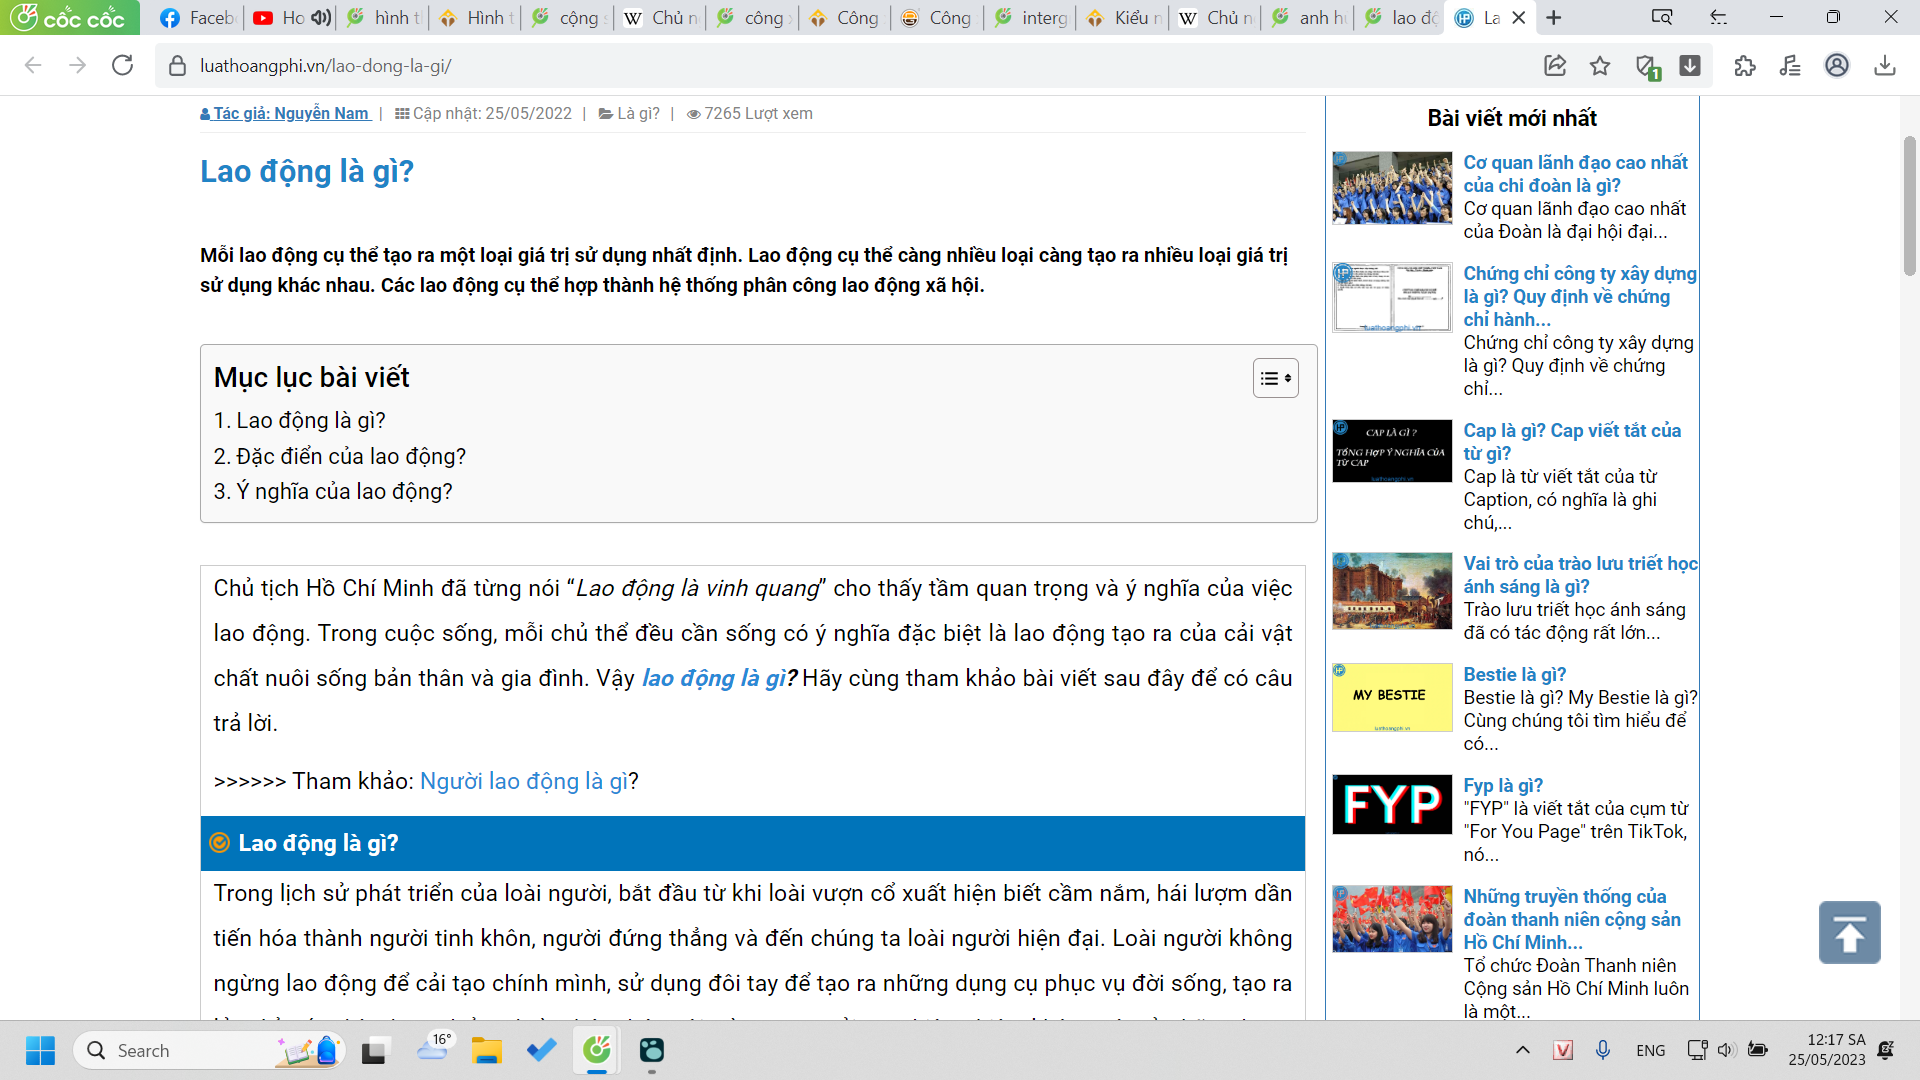 cốc cốc
Faceb
Ho
hình tl
Hình t
cộng s
Chủ n
công x
Công
Công
interg
Kiểu n
Chủ n
anh hù
lao độ
La
luathoangphi.vn/lao-dong-la-gi/
Tác giả: Nguyễn Nam | Cập nhật: 25/05/2022 | Là gì? | 7265 Lượt xem
Lao động là gì?
Mỗi lao động cụ thể tạo ra một loại giá trị sử dụng nhất định. Lao động cụ thể càng nhiều loại càng tạo ra nhiều loại giá trị
sử dụng khác nhau. Các lao động cụ thể hợp thành hệ thống phân công lao động xã hội.
Mục lục bài viết
1. Lao động là gì?
2. Đặc điển của lao động?
3. Ý nghĩa của lao động?
Chủ tịch Hồ Chí Minh đã từng nói “Lao động là vinh quang” cho thấy tầm quan trọng và ý nghĩa của việc
lao động. Trong cuộc sống, mỗi chủ thể đều cần sống có ý nghĩa đặc biệt là lao động tạo ra của cải vật
chất nuôi sống bản thân và gia đình. Vậy lao động là gì? Hãy cùng tham khảo bài viết sau đây để có câu
trả lời.
>>>>>> Tham khảo: Người lao động là gì?
Lao động là gì?
Trong lịch sử phát triển của loài người, bắt đầu từ khi loài vượn cổ xuất hiện biết cầm nắm, hái lượm dần
tiến hóa thành người tinh khôn, người đứng thẳng và đến chúng ta loài người hiện đại. Loài người không
ngừng lao động để cải tạo chính mình, sử dụng đôi tay để tạo ra những dụng cụ phục vụ đời sống, tạo ra
Bài viết mới nhất
Cơ quan lãnh đạo cao nhất
của chi đoàn là gì?
Cơ quan lãnh đạo cao nhất
của Đoàn là đại hội đại...
luathoangphi.vn
Chứng chỉ công ty xây dựng
là gì? Quy định về chứng
chỉ hành...
Chứng chỉ công ty xây dựng
là gì? Quy định về chứng
chỉ...
CAP LÀ GÌ ?
TỔNG HỢP Ý NGHĨA CỦA
TỪ CAP
luathoangphi.vn
Cap là gì? Cap viết tắt của
từ gì?
Cap là từ viết tắt của từ
Caption, có nghĩa là ghi
chú,...
Vai trò của trào lưu triết học
ánh sáng là gì?
Trào lưu triết học ánh sáng
đã có tác động rất lớn...
MY BESTIE
luathoangphi.vn
Bestie là gì?
Bestie là gì? My Bestie là gì?
Cùng chúng tôi tìm hiểu để
có...
FYP
Fyp là gì?
"FYP" là viết tắt của cụm từ
"For You Page" trên TikTok,
nó...
Những truyền thống của
đoàn thanh niên cộng sản
Hồ Chí Minh...
Tổ chức Đoàn Thanh niên
Cộng sản Hồ Chí Minh luôn
là một...
Search
16°
ENG
12:17 SA
25/05/2023